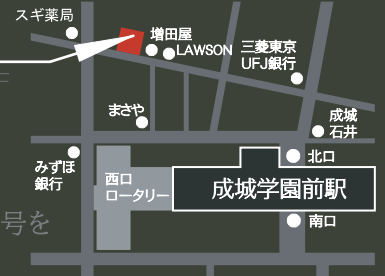 スギ薬局
増田屋
LAWSON
三菱東京
UFJ銀行
まさや
成城
石井
みずほ
銀行
西口
ロータリー
北口
成城学園前駅
南口
号を